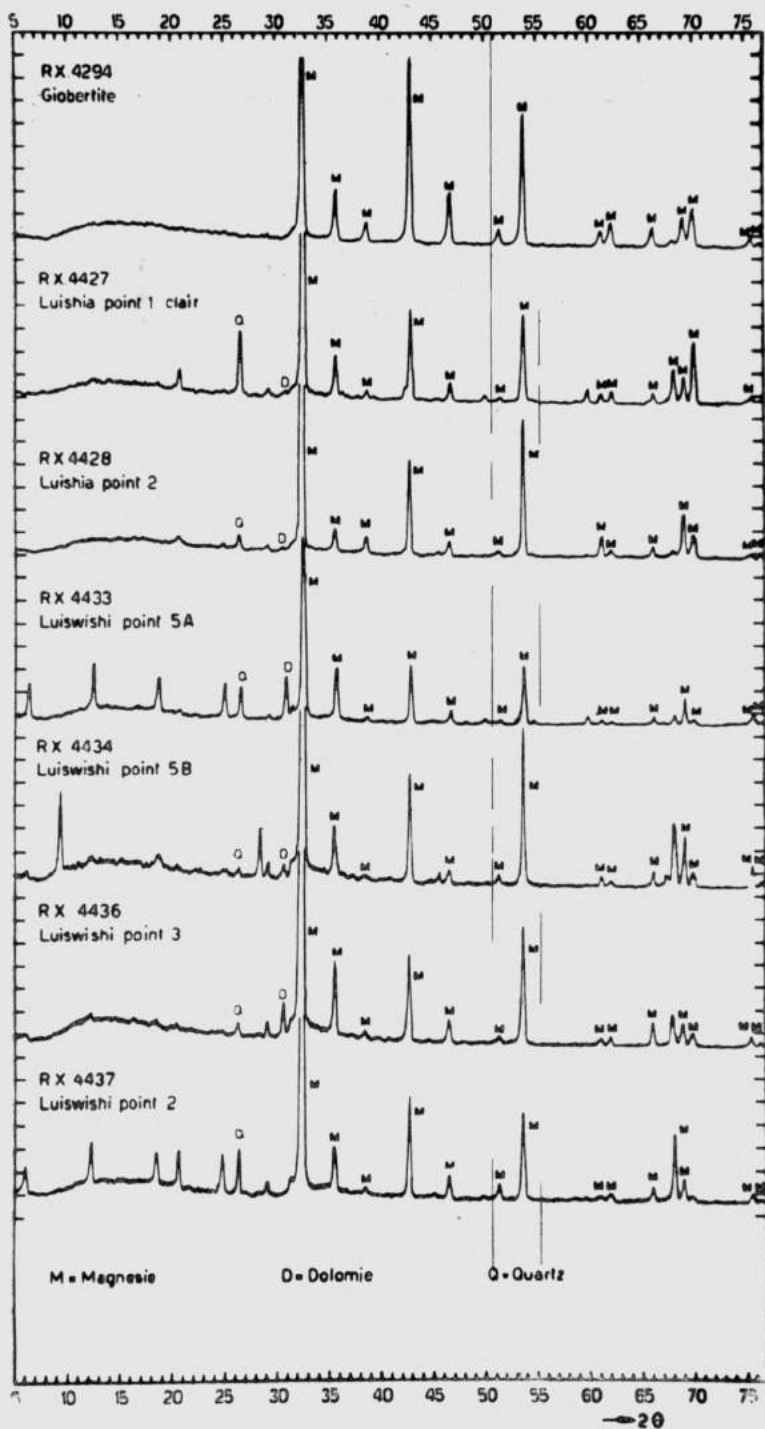 5 10 15 20 25 30 35 40 45 50 55 60 65 70 75
RX 4294
Giobertite
M M M M M M M M M M M M M M M
RX 4427
Luishia point 1 clair
Q D M M M M M M M M M M M M M M
RX 4428
Luishia point 2
Q D M M M M M M M M M M M M M M
RX 4433
Luiswishi point 5A
Q D M M M M M M M M M M M M M M
RX 4434
Luiswishi point 5B
Q D M M M M M M M M M M M M M M
RX 4436
Luiswishi point 3
Q D M M M M M M M M M M M M M M
RX 4437
Luiswishi point 2
Q M M M M M M M M M M M M M M
M = Magnesie D = Dolomie Q = Quartz
5 10 15 20 25 30 35 40 45 50 55 60 65 70 75
2θ